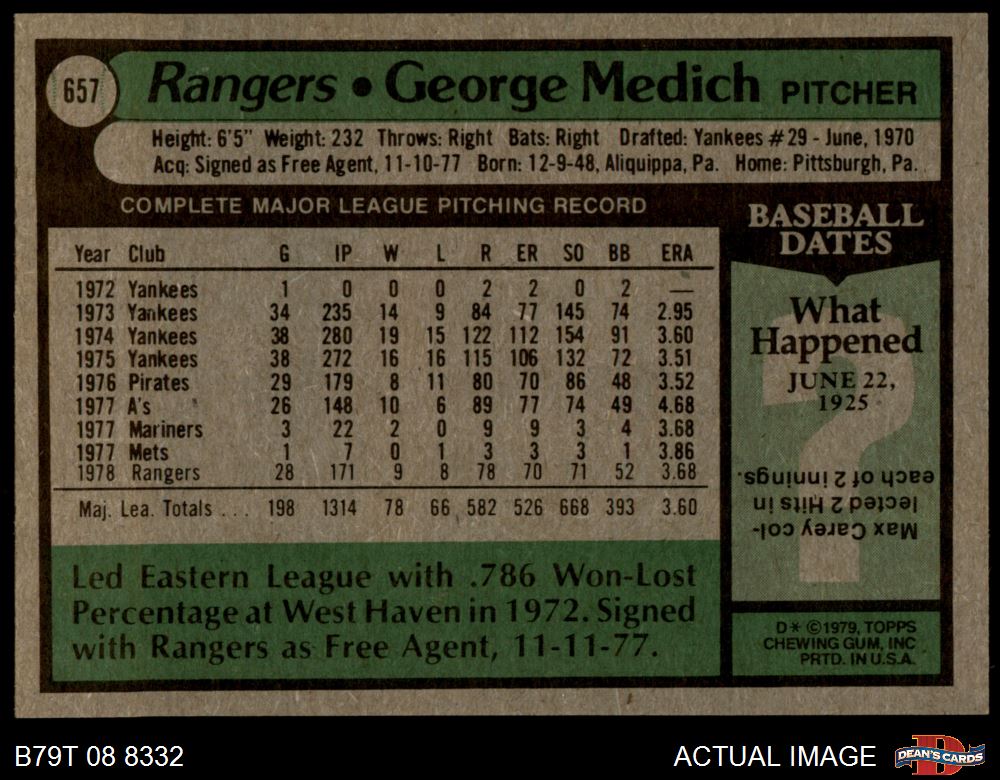 657 Rangers • George Medich PITCHER
Height: 6'5" Weight: 232 Throws: Right Bats: Right Drafted: Yankees #29 - June, 1970
Acq: Signed as Free Agent, 11-10-77 Born: 12-9-48, Aliquippa, Pa. Home: Pittsburgh, Pa.
COMPLETE MAJOR LEAGUE PITCHING RECORD
Year Club G IP W L R ER SO BB ERA
1972 Yankees 1 0 0 0 2 2 0 2 —
1973 Yankees 34 235 14 9 84 77 145 74 2.95
1974 Yankees 38 280 19 15 122 112 154 91 3.60
1975 Yankees 38 272 16 16 115 106 132 72 3.51
1976 Pirates 29 179 8 11 80 70 86 48 3.52
1977 A's 26 148 10 6 89 77 74 49 4.68
1977 Mariners 3 22 2 0 9 9 3 4 3.68
1977 Mets 1 7 0 1 3 3 3 1 3.86
1978 Rangers 28 171 9 8 78 70 71 52 3.68
Maj. Lea. Totals . . . 198 1314 78 66 582 526 668 393 3.60
Led Eastern League with .786 Won-Lost
Percentage at West Haven in 1972. Signed
with Rangers as Free Agent, 11-11-77.
BASEBALL
DATES
What
Happened
JUNE 22,
1925
?
Max Carey col-
lected 2 Hits in
each of 2 innings.
D* ©1979, TOPPS
CHEWING GUM, INC
PRTD. IN U.S.A.
B79T 08 8332
ACTUAL IMAGE
D
DEAN'S CARDS